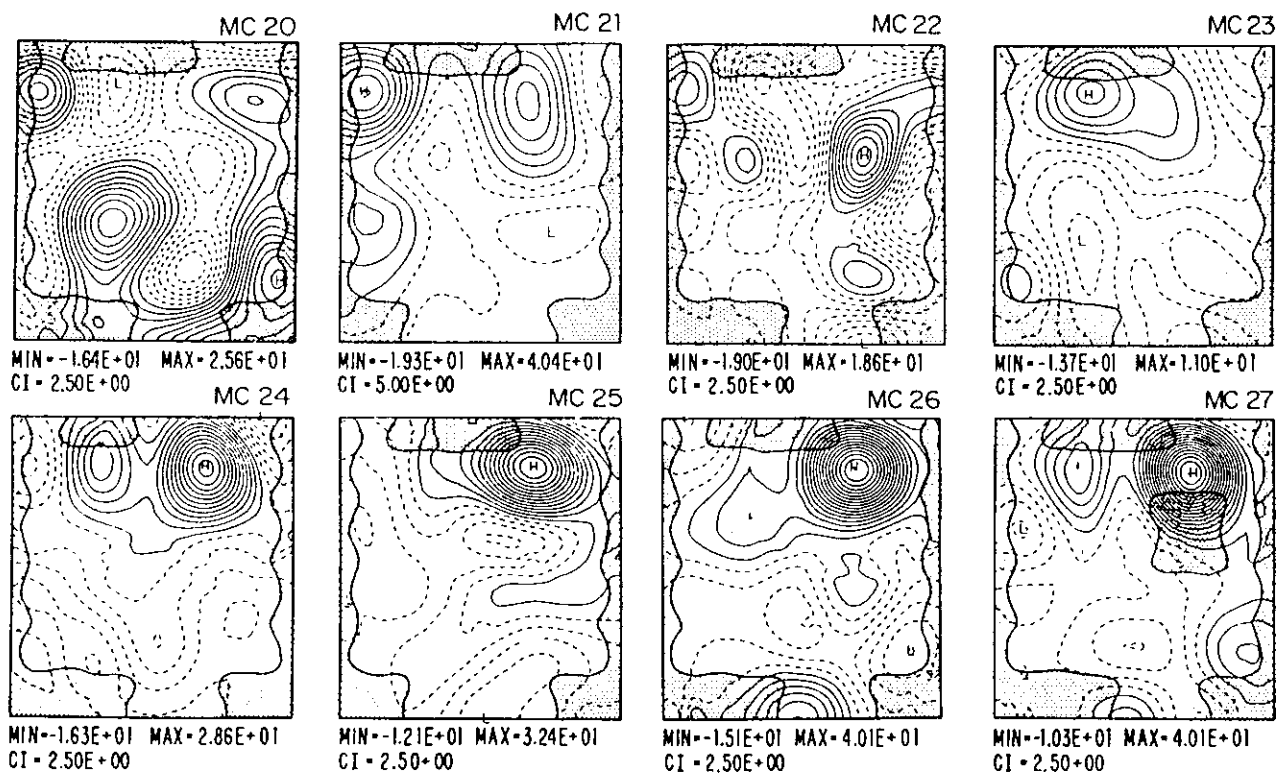 MC 20
MC 21
MC 22
MC 23
H
L
H
H
L
H
H
L
MIN=-1.64E+01 MAX=2.56E+01
CI = 2.50E+00
MIN=-1.93E+01 MAX=4.04E+01
CI = 5.00E+00
MIN=-1.90E+01 MAX=1.86E+01
CI = 2.50E+00
MIN=-1.37E+01 MAX=1.10E+01
CI = 2.50E+00
MC 24
MC 25
MC 26
MC 27
H
H
H
H
L
MIN=-1.63E+01 MAX=2.86E+01
CI = 2.50E+00
MIN=-1.21E+01 MAX=3.24E+01
CI = 2.50+00
MIN=-1.51E+01 MAX=4.01E+01
CI = 2.50E+00
MIN=-1.03E+01 MAX=4.01E+01
CI = 2.50+00